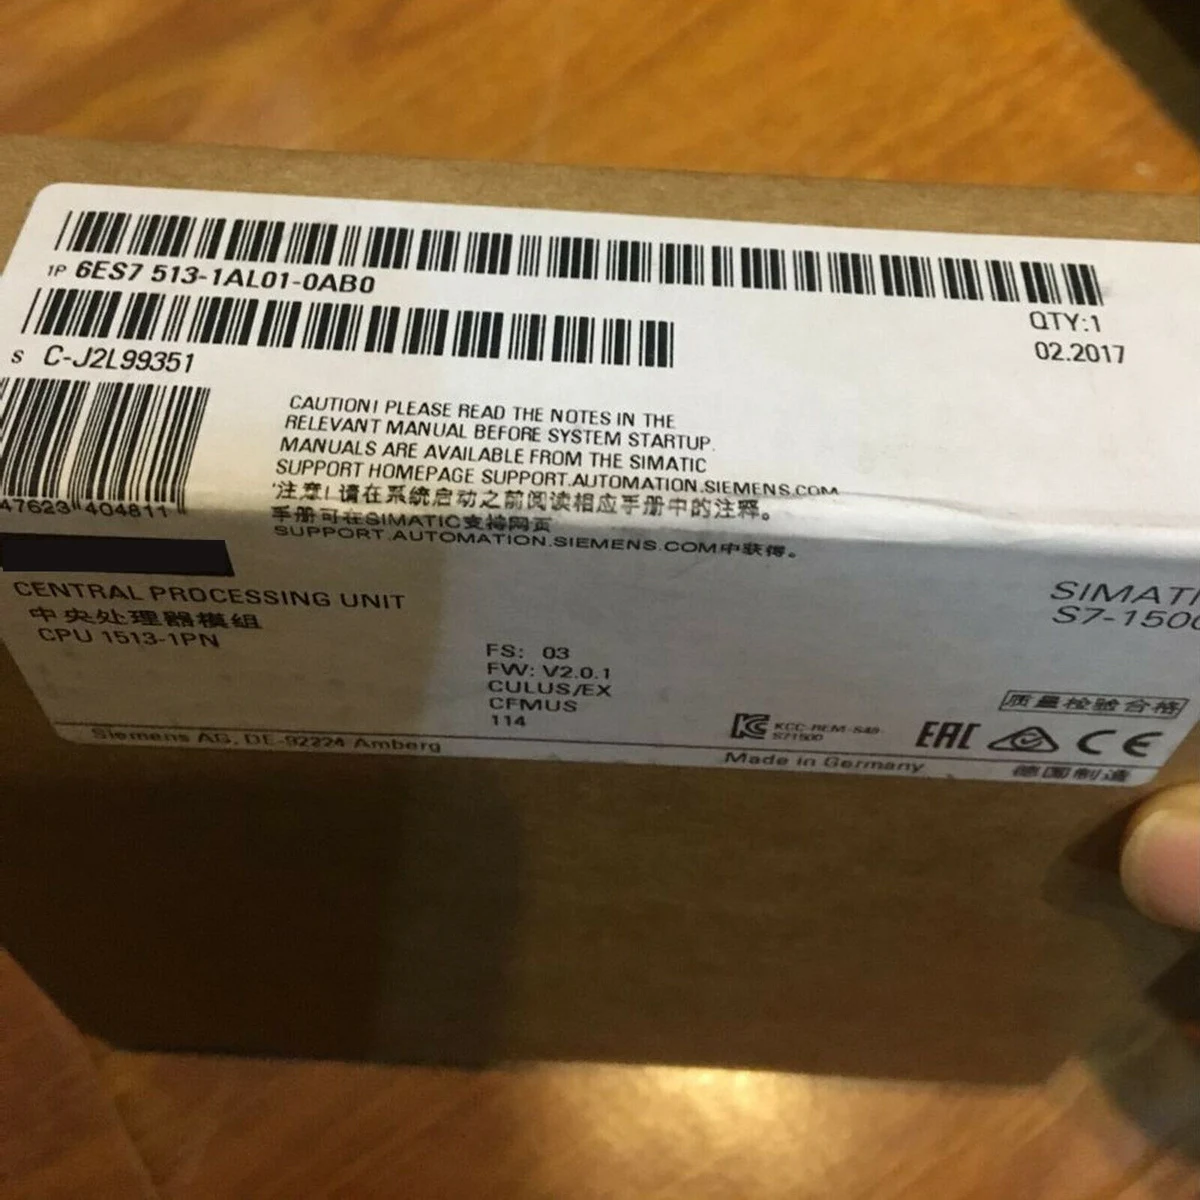 1P 6ES7 513-1AL01-0AB0
QTY:1
S C-J2L99351
02.2017
47623 404811
CAUTION! PLEASE READ THE NOTES IN THE
RELEVANT MANUAL BEFORE SYSTEM STARTUP.
MANUALS ARE AVAILABLE FROM THE SIMATIC
SUPPORT HOMEPAGE SUPPORT.AUTOMATION.SIEMENS.COM
注意!请在系统启动之前阅读相应手册中的注释。
手册可在SIMATIC支持网页
SUPPORT.AUTOMATION.SIEMENS.COM中获得。
CENTRAL PROCESSING UNIT
中央处理器模组
CPU 1513-1PN
SIMATI
S7-1500
FS: 03
FW: V2.0.1
CULUS/EX
CFMUS
114
质量检验合格
KCC-REM-S49-
S71500
EAC
CE
Siemens AG, DE-92224 Amberg
Made in Germany
德国制造